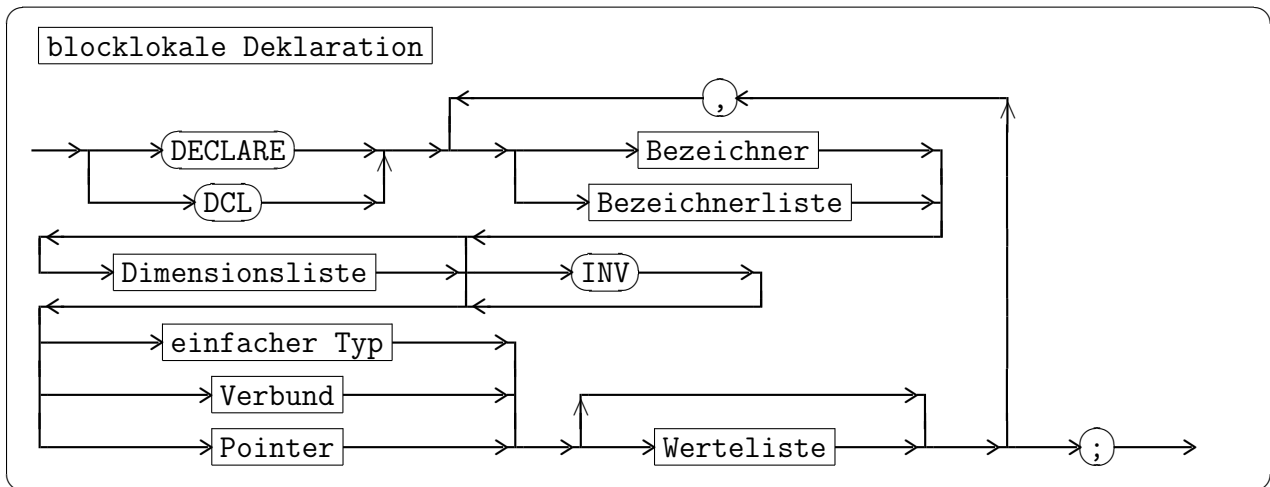 blocklokale Deklaration
,
DECLARE Bezeichner
DCL Bezeichnerliste
Dimensionsliste INV
einfacher Typ
Verbund
Pointer Werteliste ;